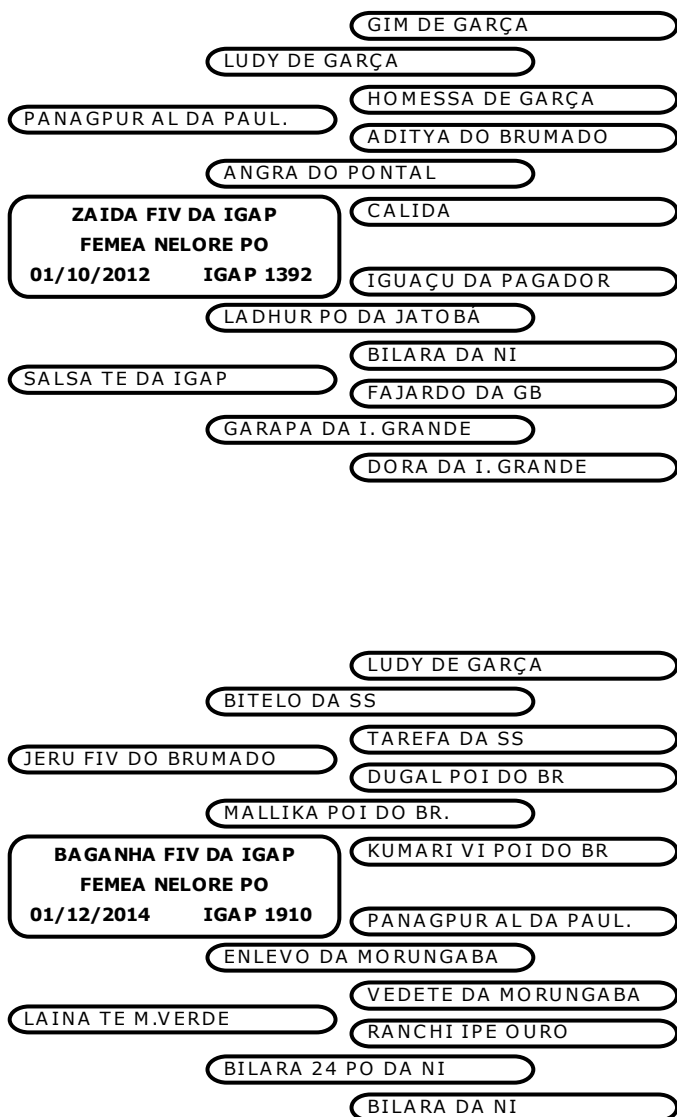 GIM DE GARÇA
LUDY DE GARÇA
HOMESSA DE GARÇA
PANAGPUR AL DA PAUL.
ADITYA DO BRUMADO
ANGRA DO PONTAL
ZAIDA FIV DA IGAP
CALIDA
FEMEA NELORE PO
01/10/2012 IGAP 1392
IGUAÇU DA PAGADOR
LADHUR PO DA JATOBÁ
BILARA DA NI
SALSA TE DA IGAP
FAJARDO DA GB
GARAPA DA I. GRANDE
DORA DA I. GRANDE
LUDY DE GARÇA
BITELO DA SS
TAREFA DA SS
JERU FIV DO BRUMADO
DUGAL POI DO BR
MALLIKA POI DO BR.
BAGANHA FIV DA IGAP
KUMARI VI POI DO BR
FEMEA NELORE PO
01/12/2014 IGAP 1910
PANAGPUR AL DA PAUL.
ENLEVO DA MORUNGABA
VEDETE DA MORUNGABA
LAINA TE M.VERDE
RANCHI IPE OURO
BILARA 24 PO DA NI
BILARA DA NI